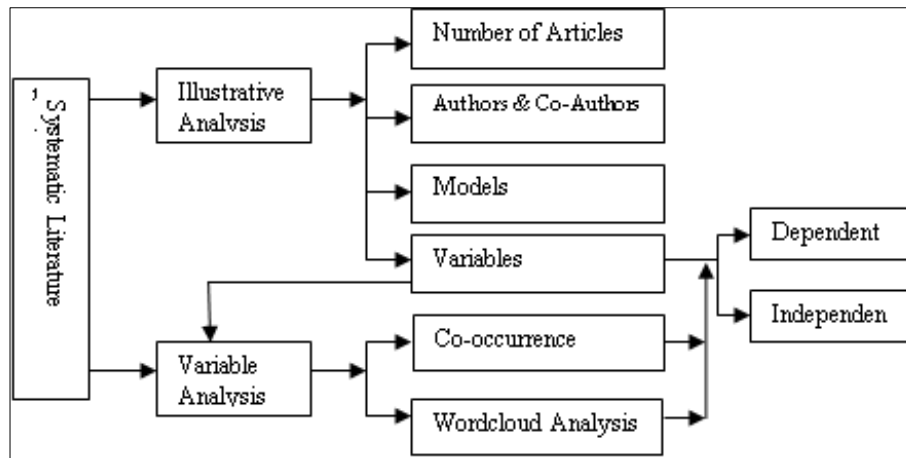 Systematic Literature
Illustrative
Analysis
Number of Articles
Authors & Co-Authors
Models
Variables
Dependent
Independen
Variable
Analysis
Co-occurrence
Wordcloud Analysis